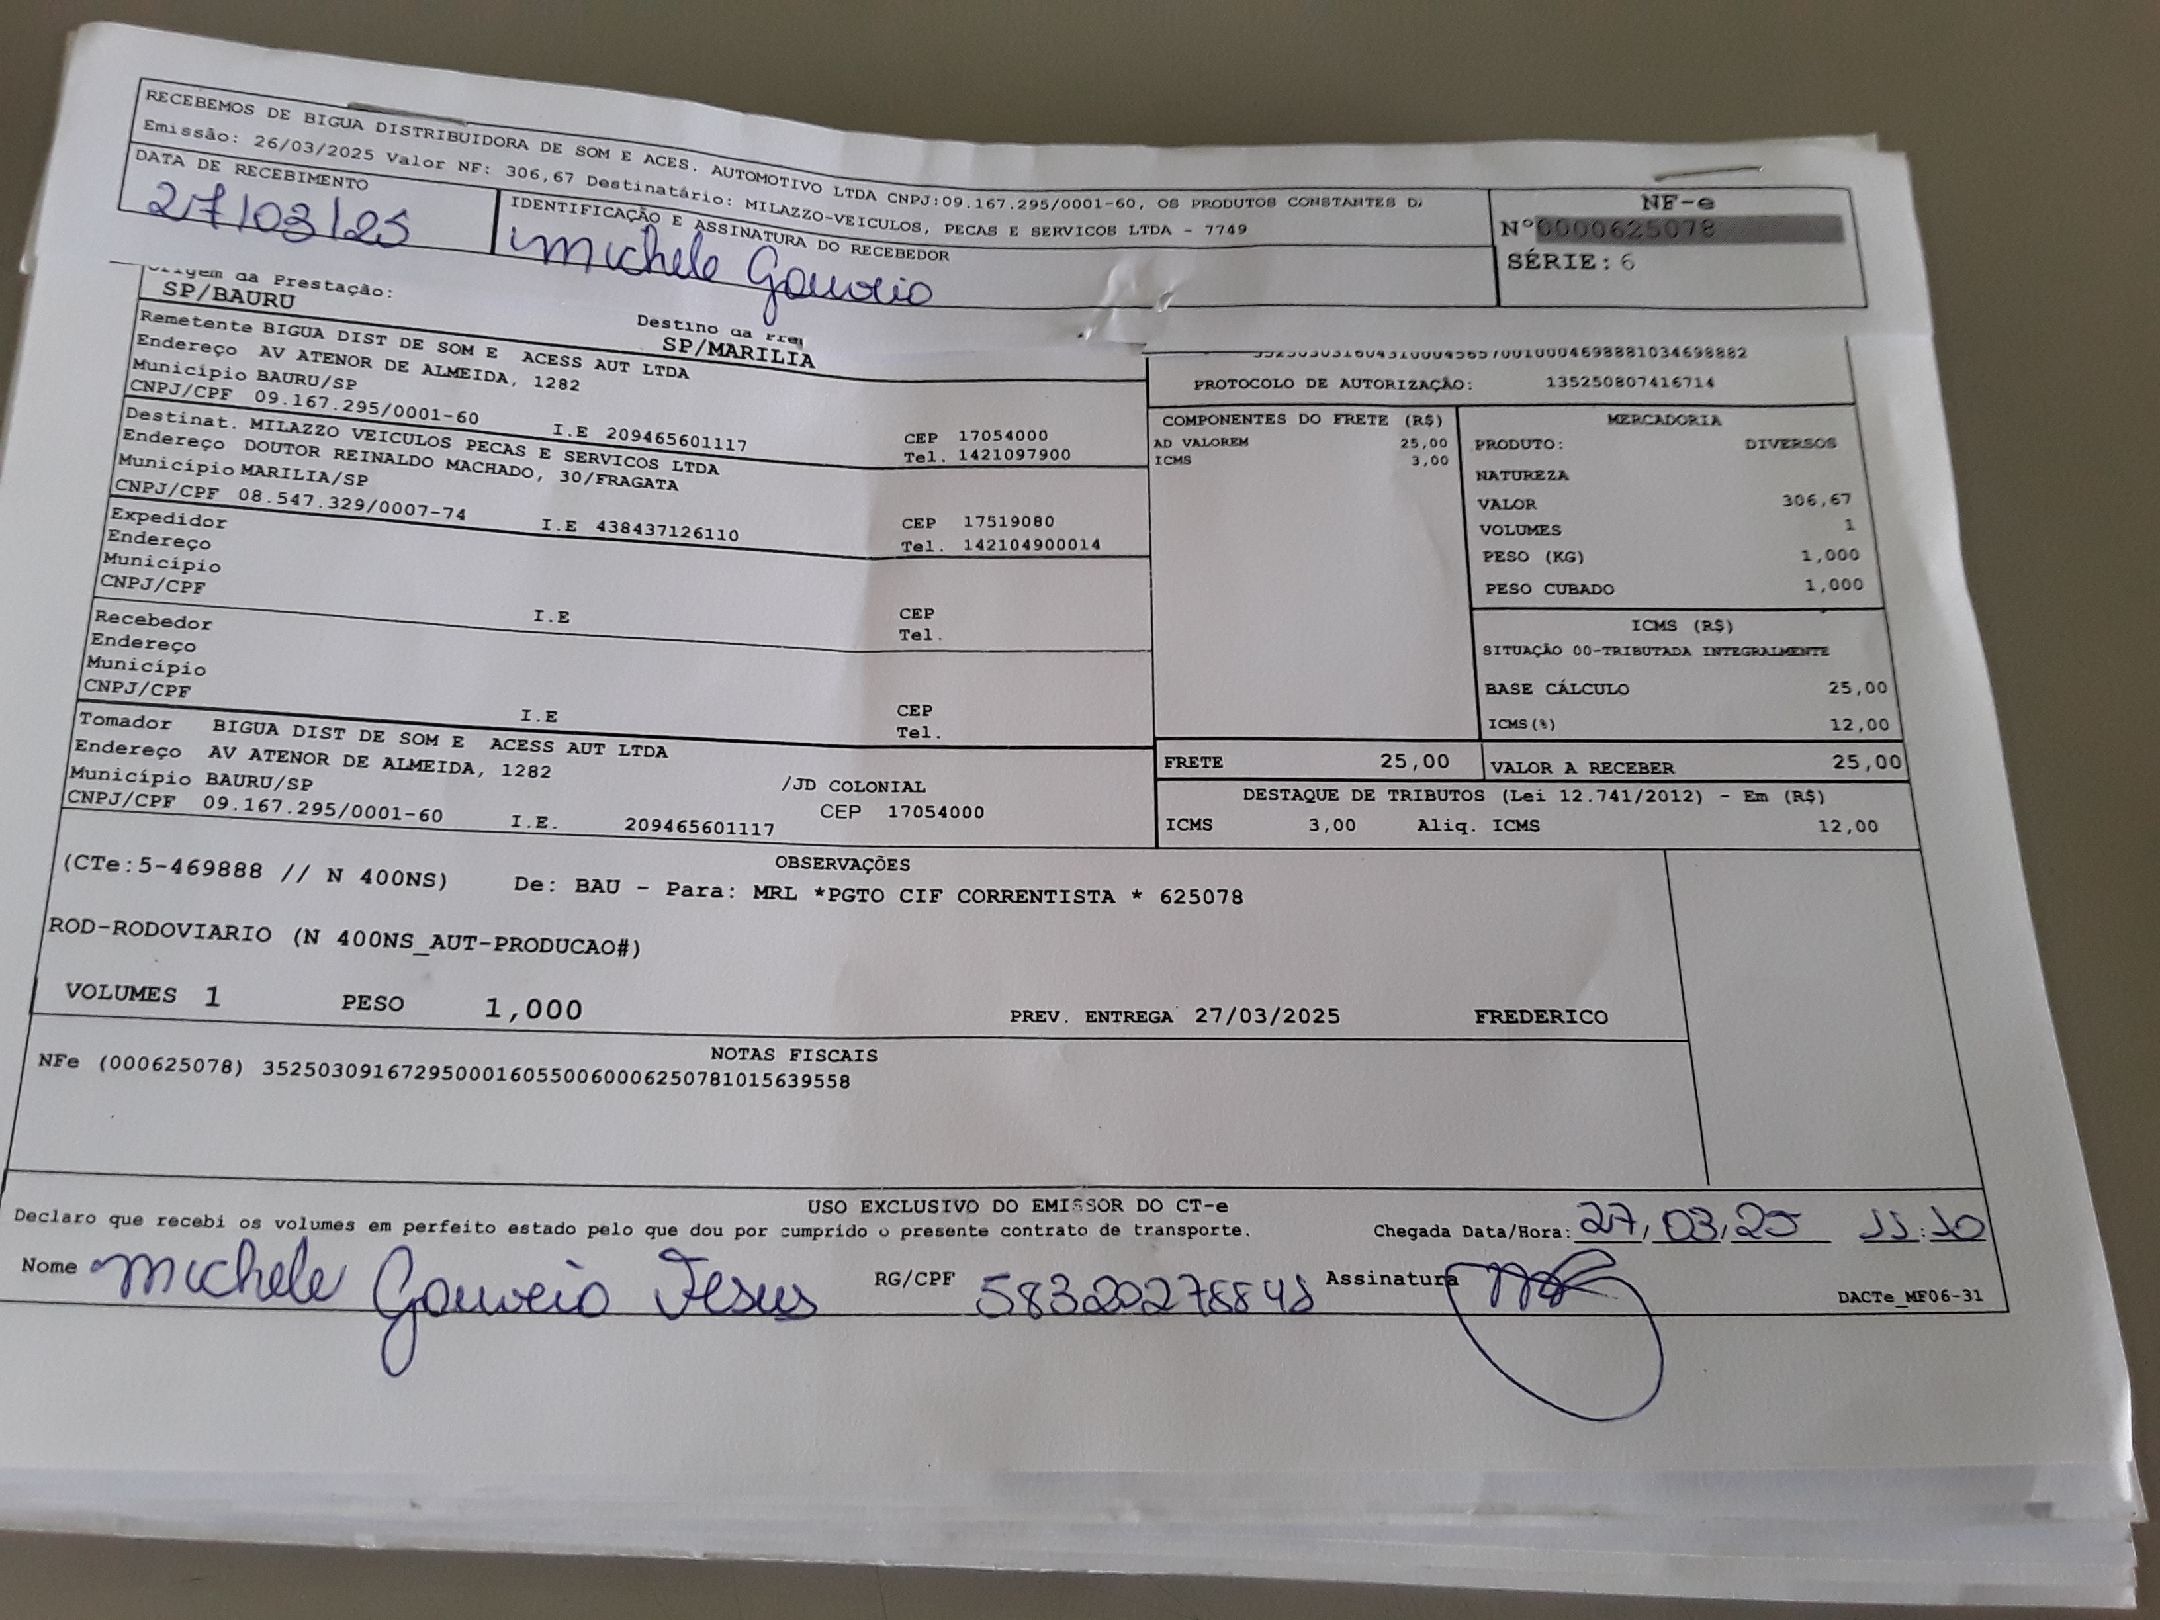 RECEBEMOS DE BIGUA DISTRIBUIDORA DE SOM E ACES. AUTOMOTIVO LTDA CNPJ:09.167.295/0001-60, OS PRODUTOS CONSTANTES D
Emissão: 26/03/2025 Valor NF: 306,67 Destinatário: MILAZZO-VEICULOS, PECAS E SERVICOS LTDA - 7749
NF-e
Nº0000625078
SÉRIE: 6
DATA DE RECEBIMENTO
27/03/25
IDENTIFICAÇÃO E ASSINATURA DO RECEBEDOR
Michele Gouveia
Origem da Prestação:
SP/BAURU
Destino da
SP/MARILIA
Remetente BIGUA DIST DE SOM E ACESS AUT LTDA
Endereço AV ATENOR DE ALMEIDA, 1282
Município BAURU/SP
CEP 17054000
CNPJ/CPF 09.167.295/0001-60 I.E 209465601117 Tel. 1421097900
Destinat. MILAZZO VEICULOS PECAS E SERVICOS LTDA
Endereço DOUTOR REINALDO MACHADO, 30/FRAGATA
Município MARILIA/SP
CEP 17519080
CNPJ/CPF 08.547.329/0007-74 I.E 438437126110 Tel. 142104900014
Expedidor
Endereço
Município
CEP
CNPJ/CPF I.E Tel.
Recebedor
Endereço
Município
CEP
CNPJ/CPF I.E Tel.
Tomador BIGUA DIST DE SOM E ACESS AUT LTDA
Endereço AV ATENOR DE ALMEIDA, 1282 /JD COLONIAL
Município BAURU/SP CEP 17054000
CNPJ/CPF 09.167.295/0001-60 I.E. 209465601117
PROTOCOLO DE AUTORIZAÇÃO: 135250807416714
COMPONENTES DO FRETE (R$)
AD VALOREM 25,00
ICMS 3,00
MERCADORIA
PRODUTO: DIVERSOS
NATUREZA
VALOR 306,67
VOLUMES 1
PESO (KG) 1,000
PESO CUBADO 1,000
ICMS (R$)
SITUAÇÃO 00-TRIBUTADA INTEGRALMENTE
BASE CÁLCULO 25,00
ICMS(%) 12,00
FRETE 25,00 VALOR A RECEBER 25,00
DESTAQUE DE TRIBUTOS (Lei 12.741/2012) - Em (R$)
ICMS 3,00 Aliq. ICMS 12,00
OBSERVAÇÕES
(CTe:5-469888 // N 400NS) De: BAU - Para: MRL *PGTO CIF CORRENTISTA * 625078
ROD-RODOVIARIO (N 400NS_AUT-PRODUCAO#)
VOLUMES 1 PESO 1,000 PREV. ENTREGA 27/03/2025 FREDERICO
NOTAS FISCAIS
NFe (000625078) 35250309167295000160550060006250781015639558
USO EXCLUSIVO DO EMISSOR DO CT-e
Declaro que recebi os volumes em perfeito estado pelo que dou por cumprido o presente contrato de transporte.
Chegada Data/Hora: 27/03/25 11:10
Nome Michele Gouveia Jesus RG/CPF 58320278848 Assinatura
DACTe_MF06-31